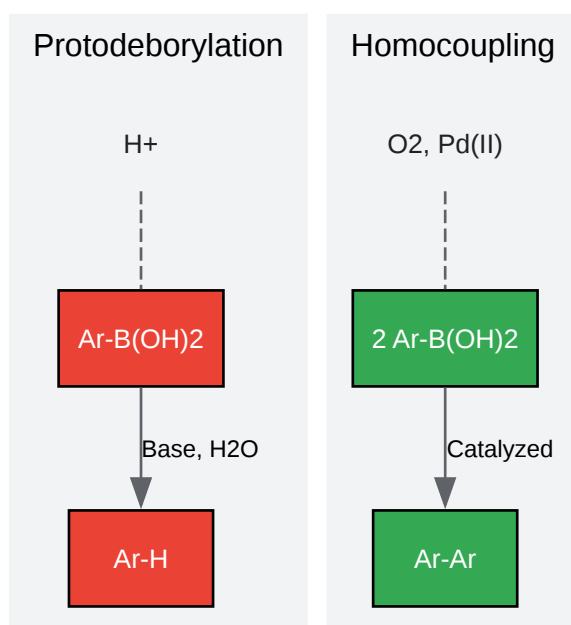 Protodeborylation
H+
Ar-B(OH)2
Base, H2O
Ar-H
Homocoupling
O2, Pd(II)
2 Ar-B(OH)2
Catalyzed
Ar-Ar